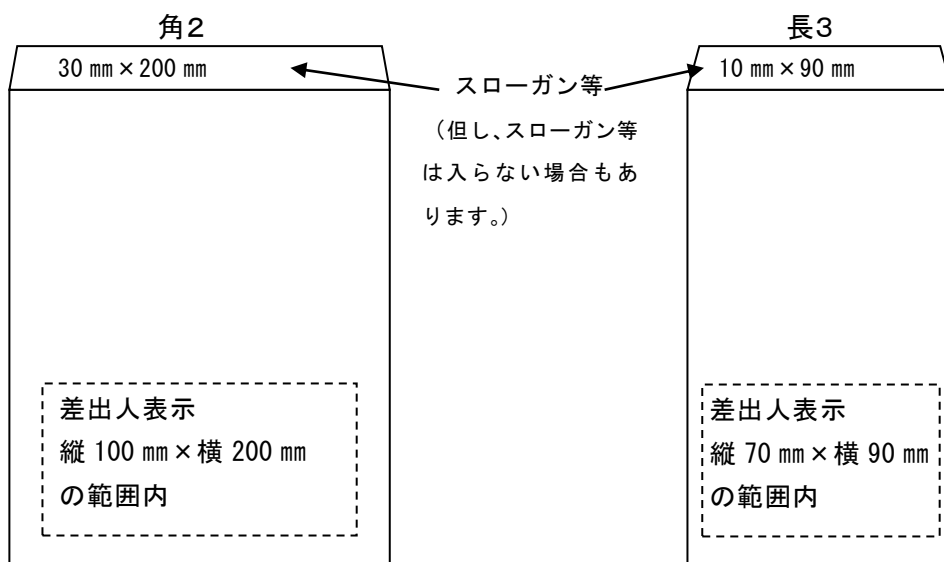 角2
30 mm×200 mm
長3
10 mm×90 mm
スローガン等
（但し、スローガン等
は入らない場合もあ
ります。）
差出人表示
縦 100 mm×横 200 mm
の範囲内
差出人表示
縦 70 mm×横 90 mm
の範囲内